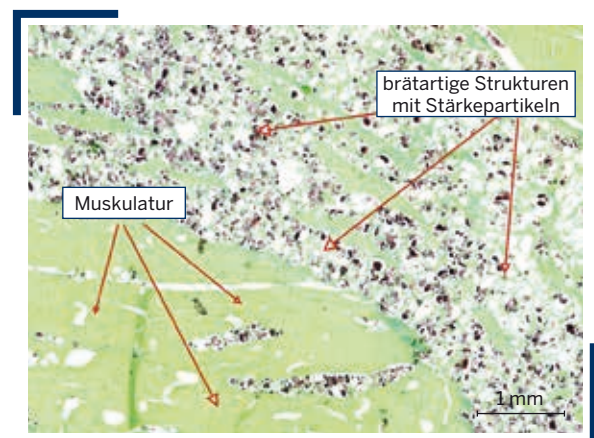 brätartige Strukturen
mit Stärkepartikeln
Muskulatur
1 mm